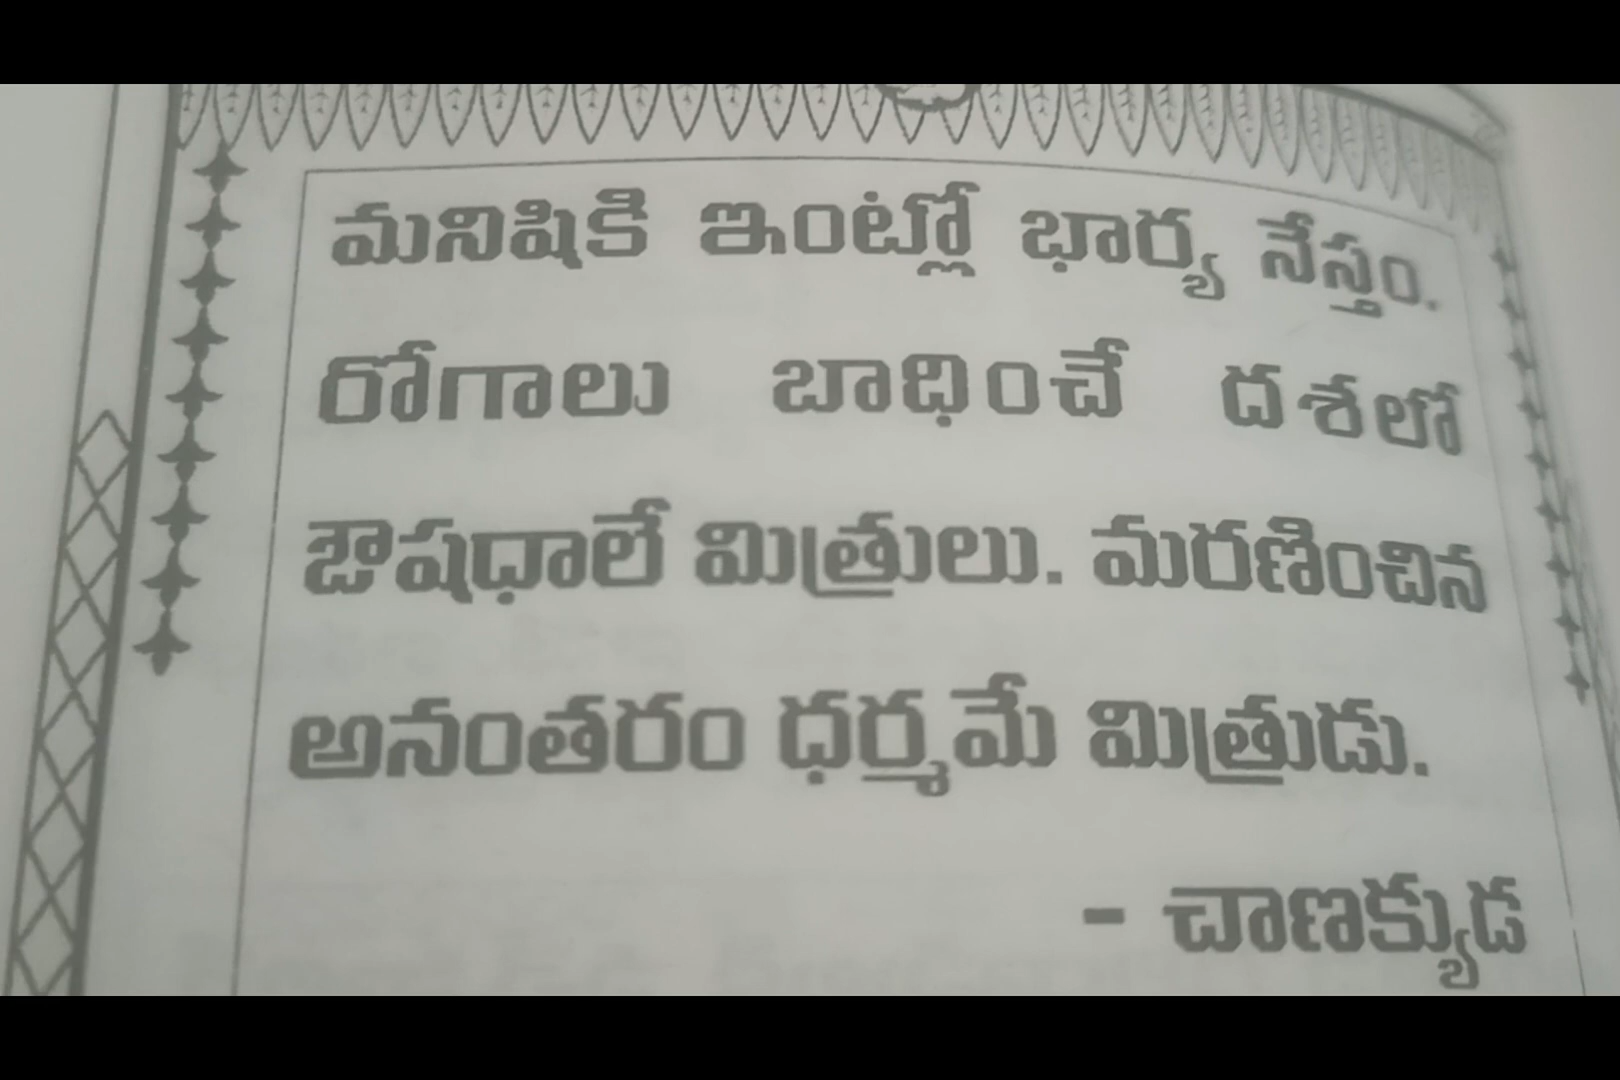 మనిషికి ఇంట్లో భార్య నేస్తం.
రోగాలు బాధించే దశలో
ఔషధాలే మిత్రులు. మరణించిన
అనంతరం ధర్మమే మిత్రుడు.
- చాణక్యుడ